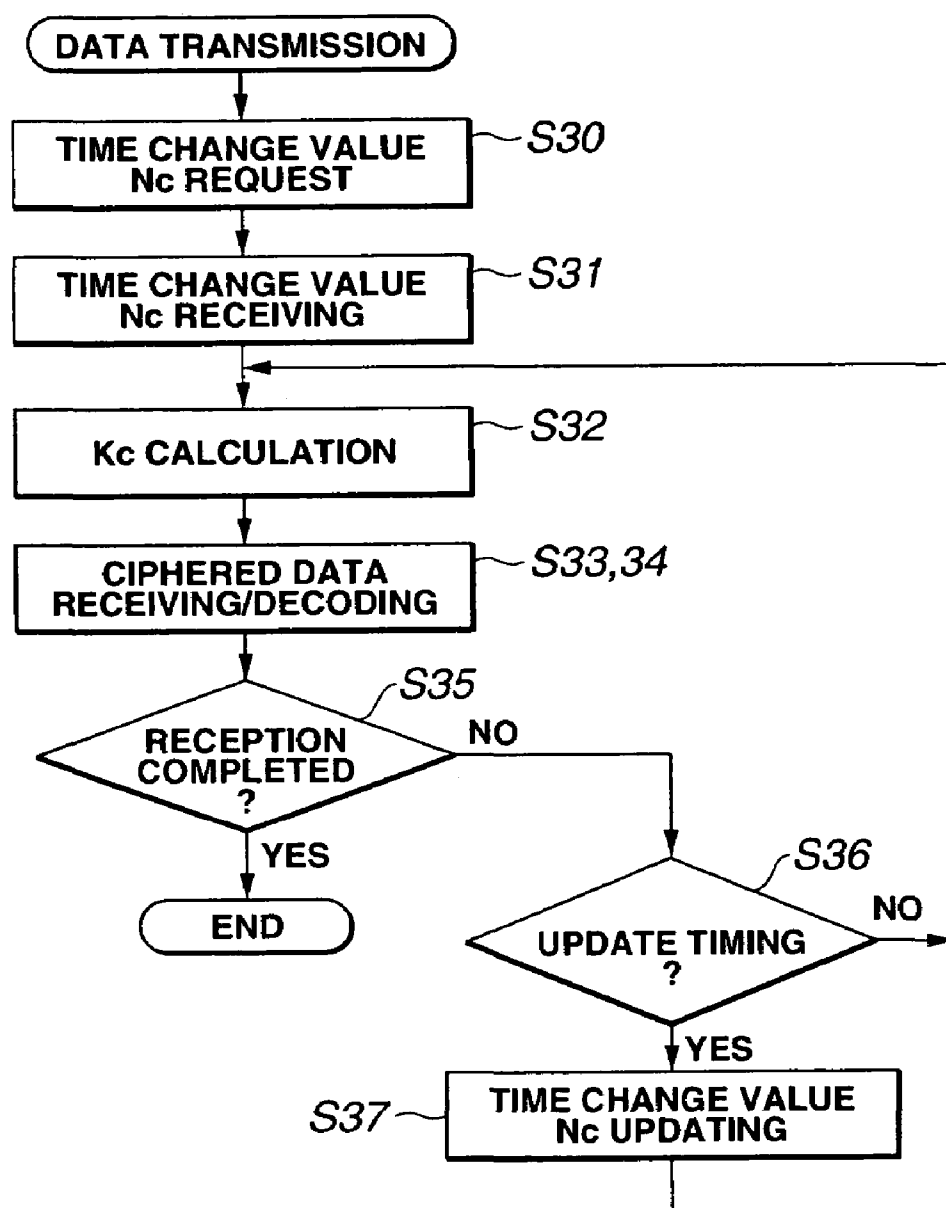 DATA TRANSMISSION
TIME CHANGE VALUE
Nc REQUEST
S30
TIME CHANGE VALUE
Nc RECEIVING
S31
Kc CALCULATION
S32
CIPHERED DATA
RECEIVING/DECODING
S33,34
RECEPTION
COMPLETED
?
S35
NO
YES
END
UPDATE TIMING
?
S36
NO
YES
TIME CHANGE VALUE
Nc UPDATING
S37